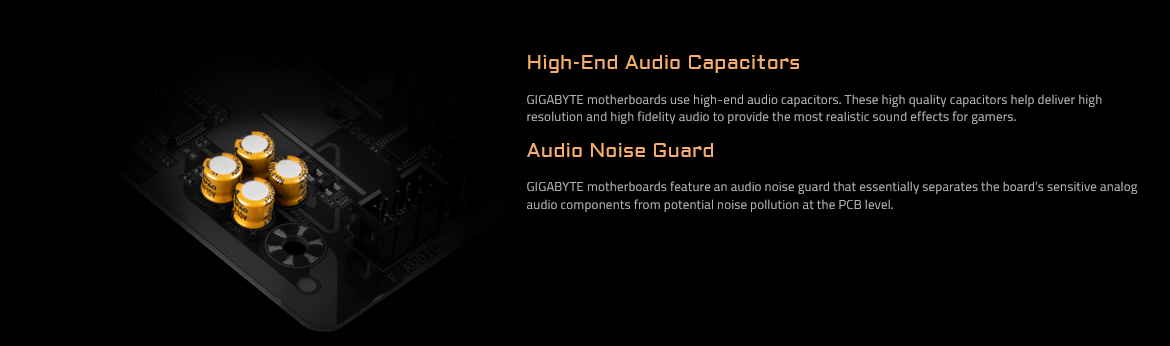 High-End Audio Capacitors
GIGABYTE motherboards use high-end audio capacitors. These high quality capacitors help deliver high
resolution and high fidelity audio to provide the most realistic sound effects for gamers.
Audio Noise Guard
GIGABYTE motherboards feature an audio noise guard that essentially separates the board's sensitive analog
audio components from potential noise pollution at the PCB level.
F_AUDIO